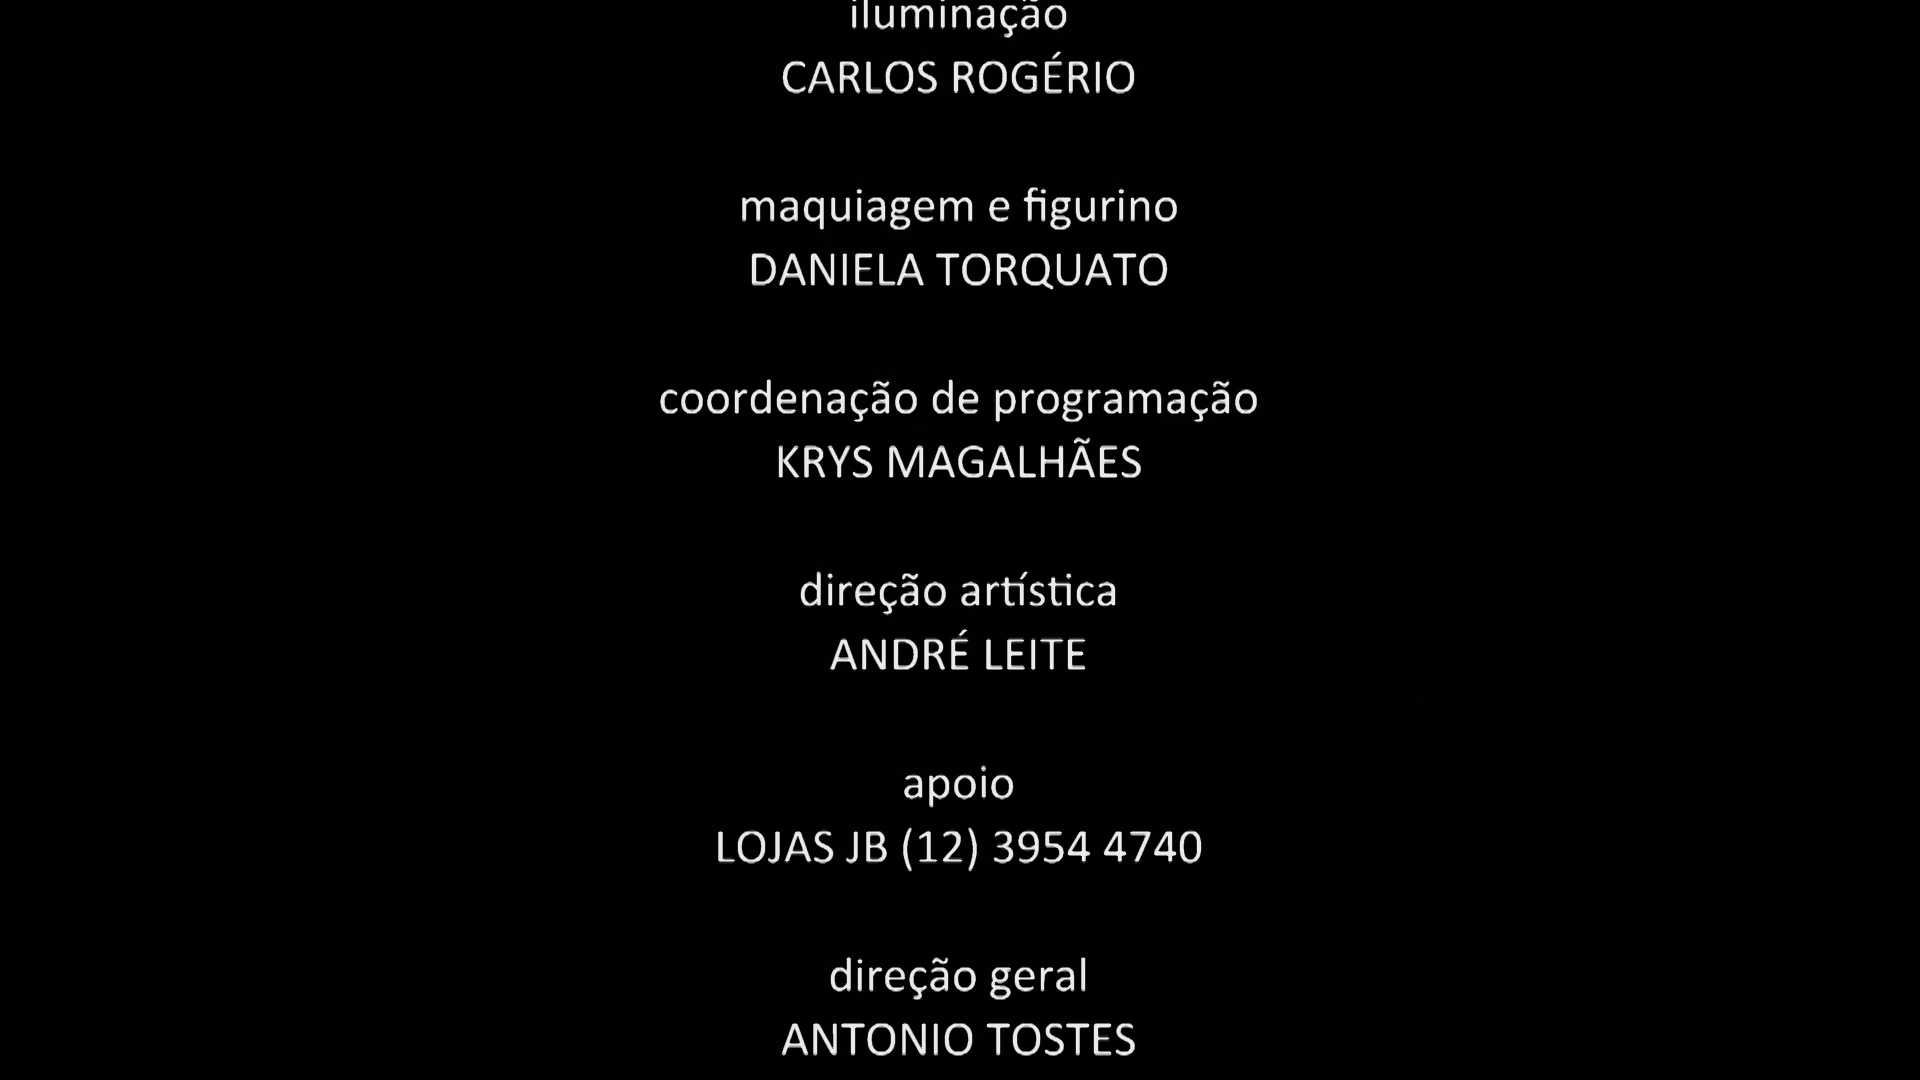 iluminação
CARLOS ROGÉRIO
maquiagem e figurino
DANIELA TORQUATO
coordenação de programação
KRYS MAGALHÃES
direção artística
ANDRÉ LEITE
apoio
LOJAS JB (12) 3954 4740
direção geral
ANTONIO TOSTES